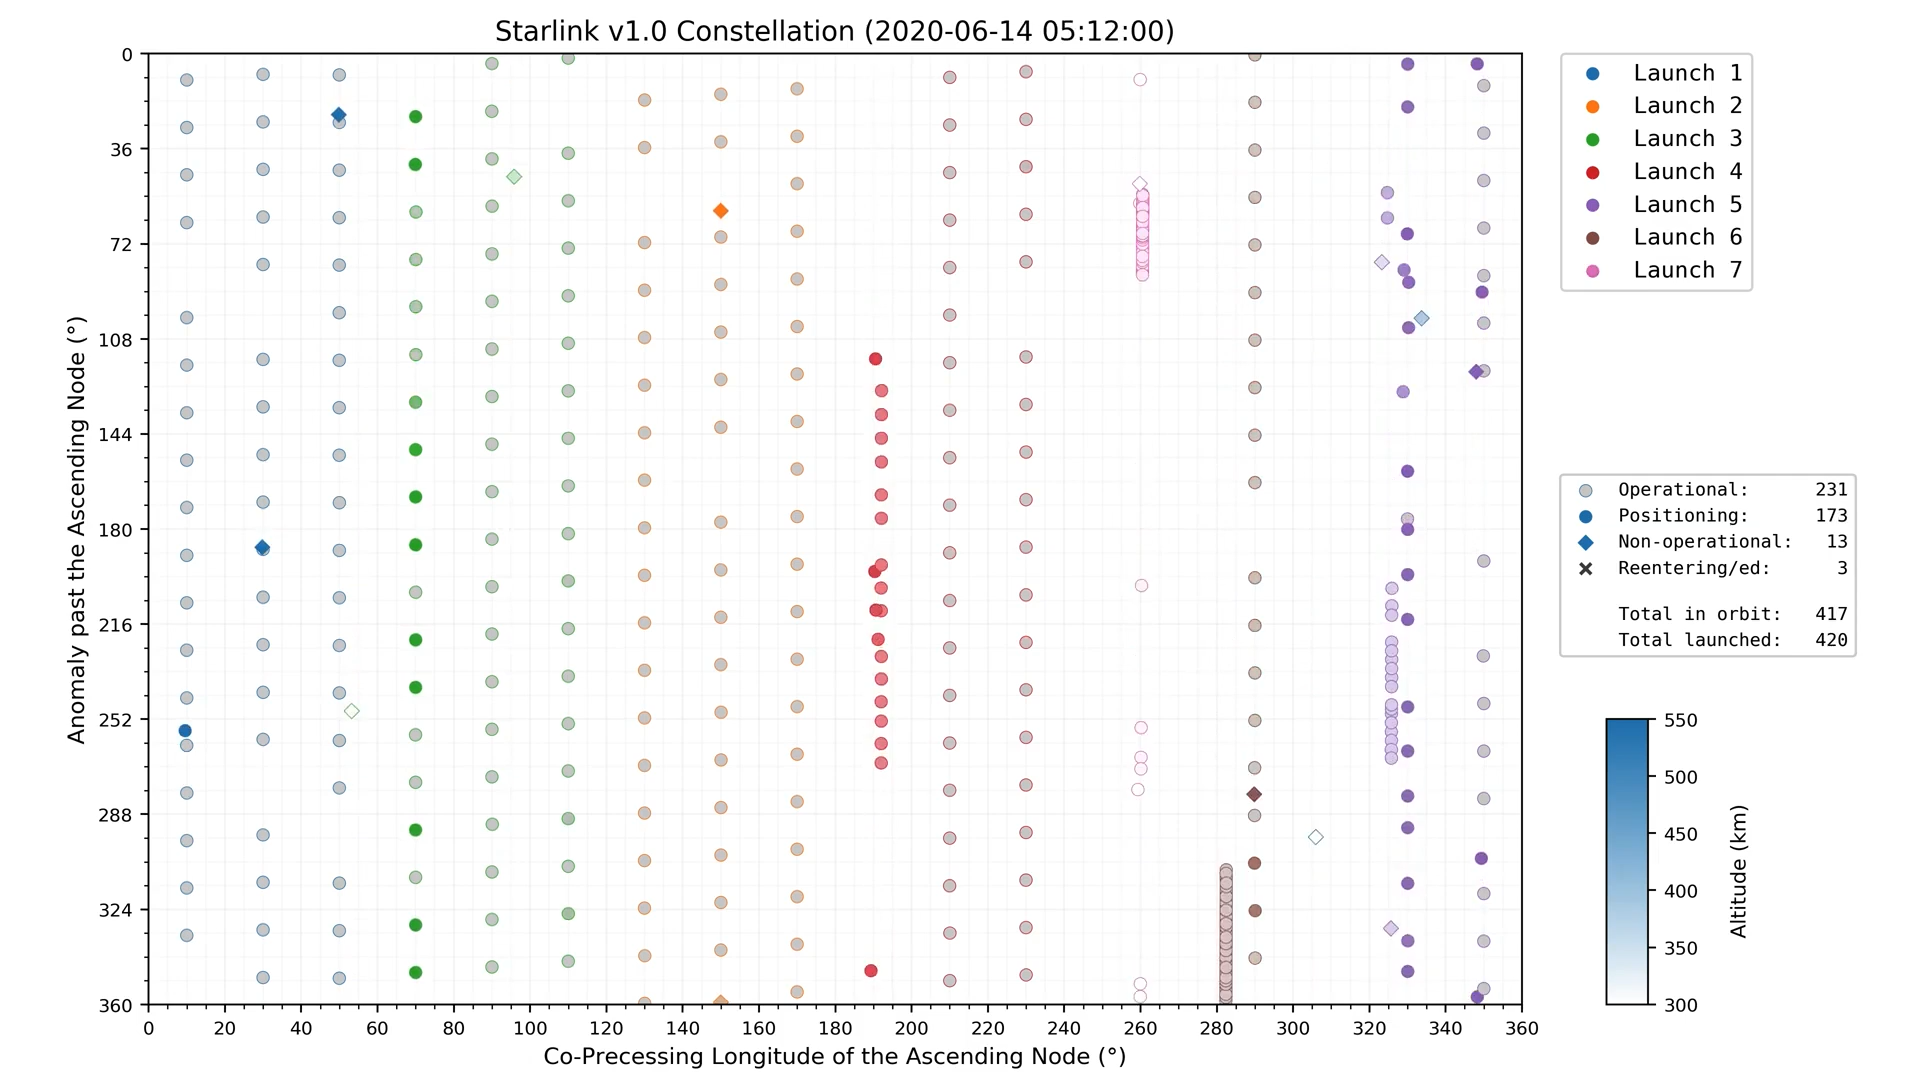 Starlink v1.0 Constellation (2020-06-14 05:12:00)
Anomaly past the Ascending Node (°)
0
36
72
108
144
180
216
252
288
324
360
0 20 40 60 80 100 120 140 160 180 200 220 240 260 280 300 320 340 360
Co-Precessing Longitude of the Ascending Node (°)
Launch 1
Launch 2
Launch 3
Launch 4
Launch 5
Launch 6
Launch 7
Operational: 231
Positioning: 173
Non-operational: 13
Reentering/ed: 3
Total in orbit: 417
Total launched: 420
550
500
450
400
350
300
Altitude (km)